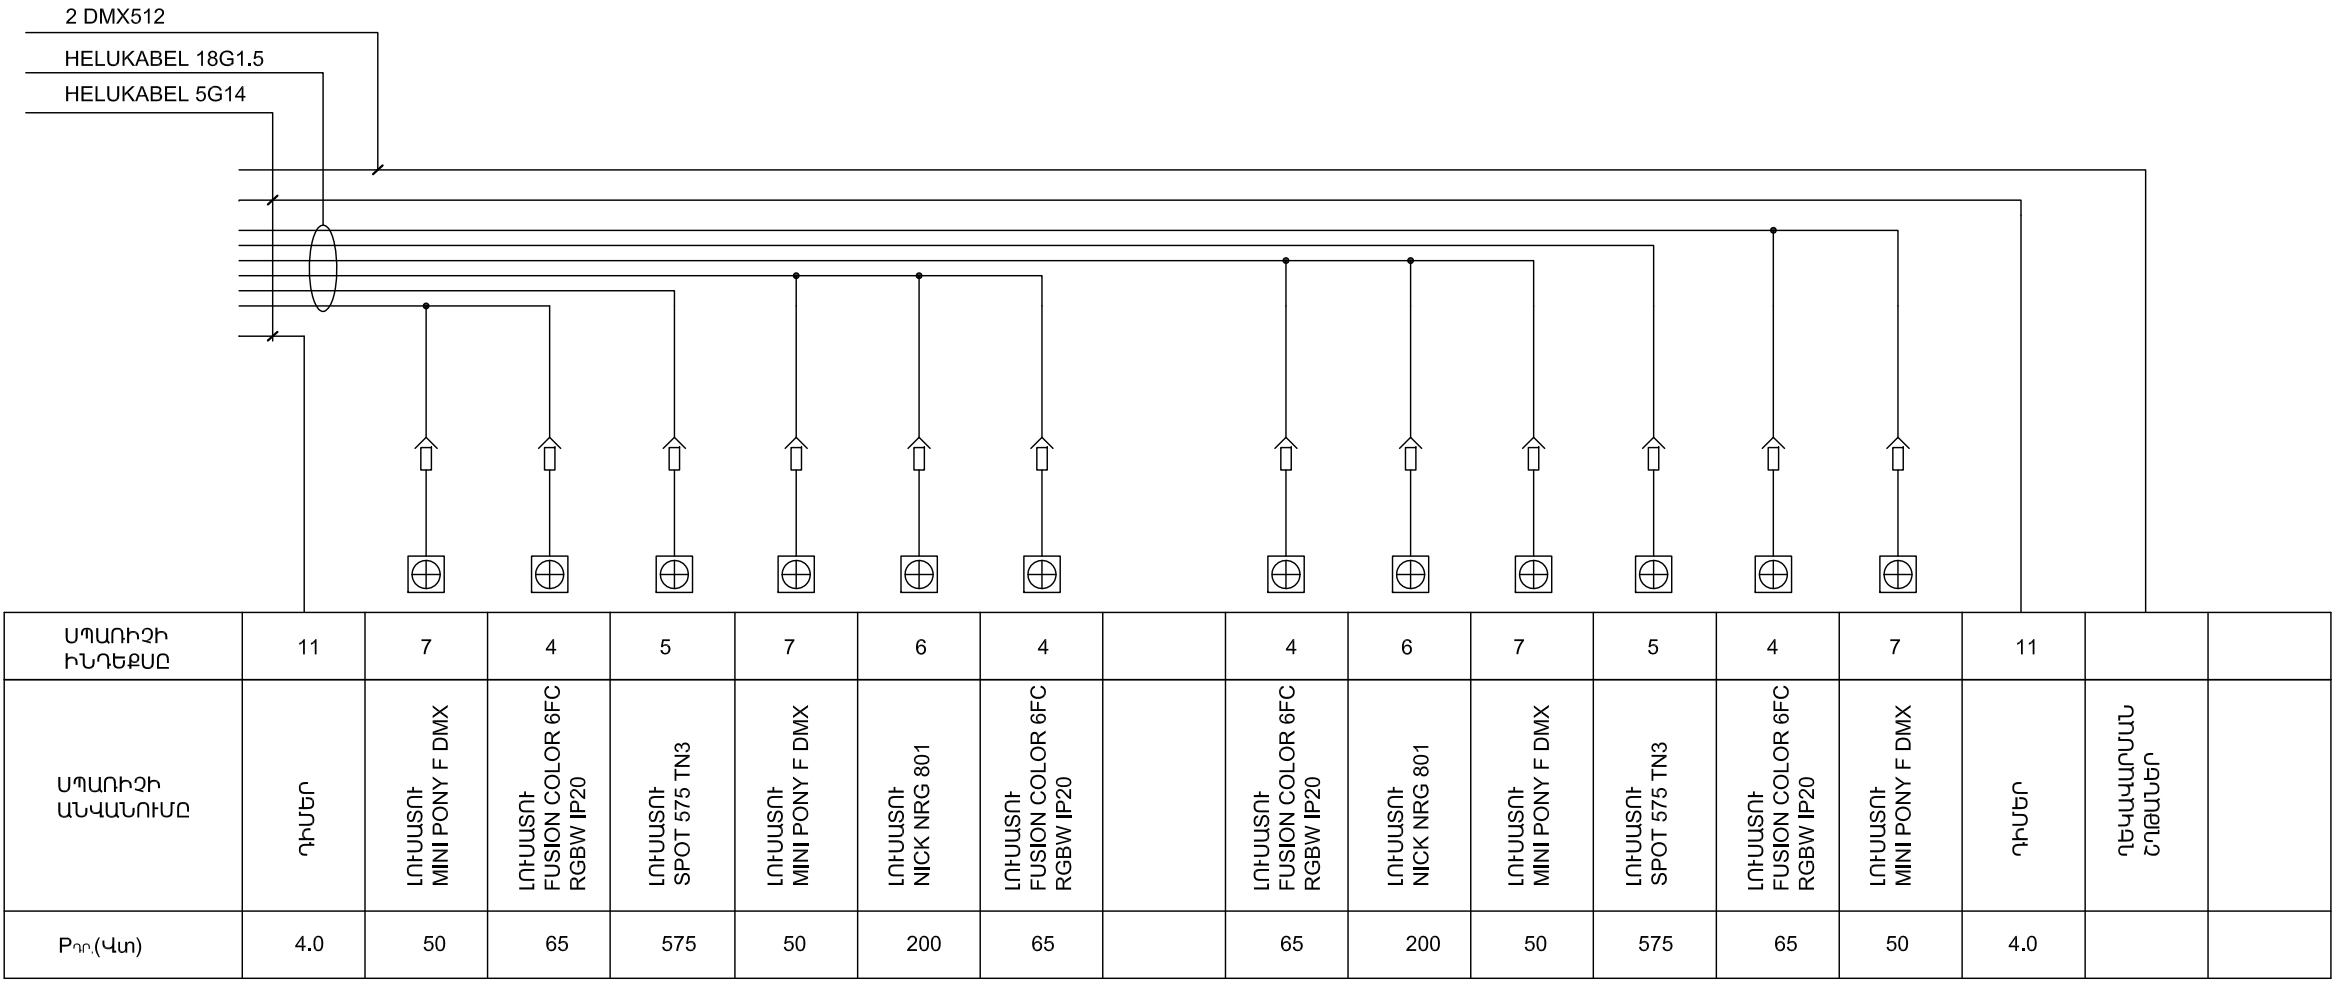 2 DMX512
HELUKABEL 18G1.5
HELUKABEL 5G14
ՍՊԱՌԻՉԻ
ԻՆԴԵՔՍԸ
11
7
4
5
7
6
4
4
6
7
5
4
7
11
ՍՊԱՌԻՉԻ
ԱՆՎԱՆՈՒՄԸ
ԴԻՄԵՐ
ԼՈՒՍԱՏՈՒ
MINI PONY F DMX
ԼՈՒՍԱՏՈՒ
FUSION COLOR 6FC
RGBW IP20
ԼՈՒՍԱՏՈՒ
SPOT 575 TN3
ԼՈՒՍԱՏՈՒ
MINI PONY F DMX
ԼՈՒՍԱՏՈՒ
NICK NRG 801
ԼՈՒՍԱՏՈՒ
FUSION COLOR 6FC
RGBW IP20
ԼՈՒՍԱՏՈՒ
FUSION COLOR 6FC
RGBW IP20
ԼՈՒՍԱՏՈՒ
NICK NRG 801
ԼՈՒՍԱՏՈՒ
MINI PONY F DMX
ԼՈՒՍԱՏՈՒ
SPOT 575 TN3
ԼՈՒՍԱՏՈՒ
FUSION COLOR 6FC
RGBW IP20
ԼՈՒՍԱՏՈՒ
MINI PONY F DMX
ԴԻՄԵՐ
ՂԵԿԱՎԱՐՄԱՆ
ՇՂԹԱՆԵՐ
Pդր.(Վտ)
4.0
50
65
575
50
200
65
65
200
50
575
65
50
4.0